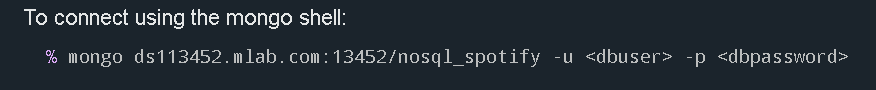 To connect using the mongo shell:
% mongo ds113452.mlab.com:13452/nosql_spotify -u <dbuser> -p <dbpassword>